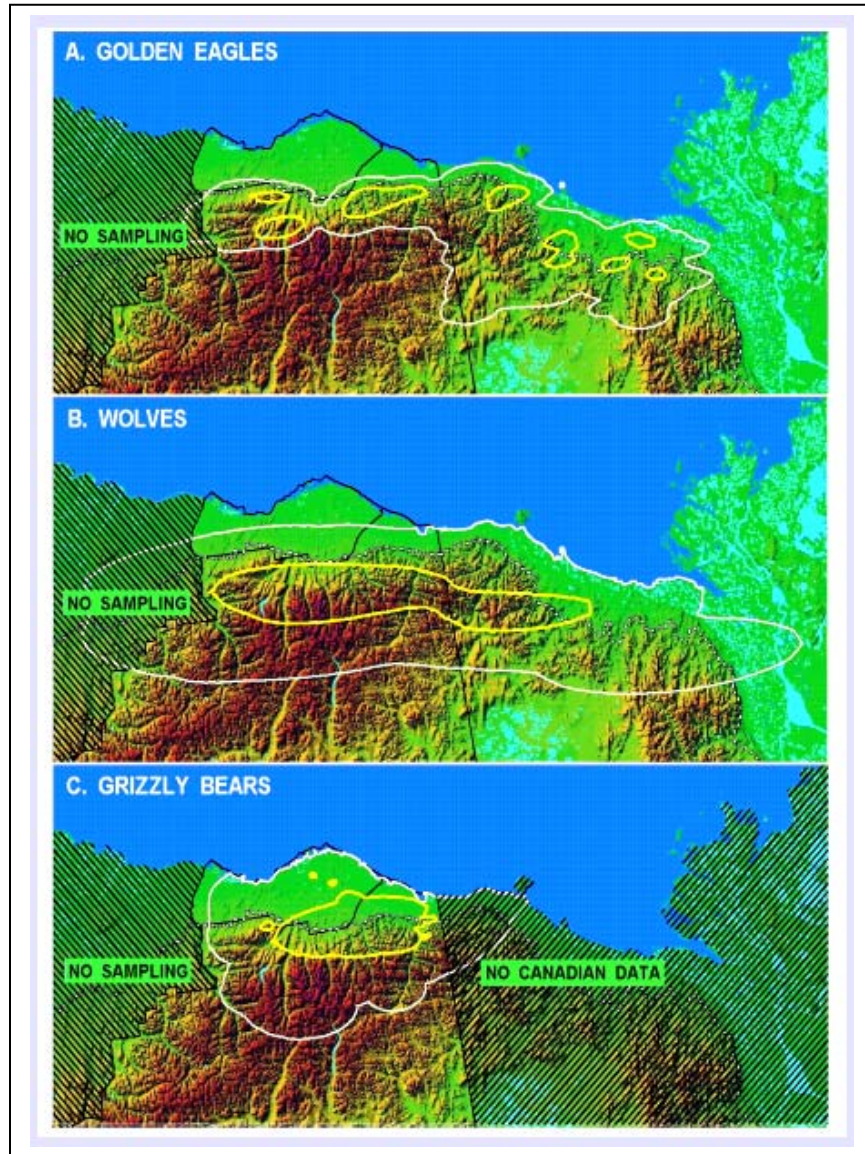 A. GOLDEN EAGLES
NO SAMPLING
B. WOLVES
NO SAMPLING
C. GRIZZLY BEARS
NO SAMPLING
NO CANADIAN DATA